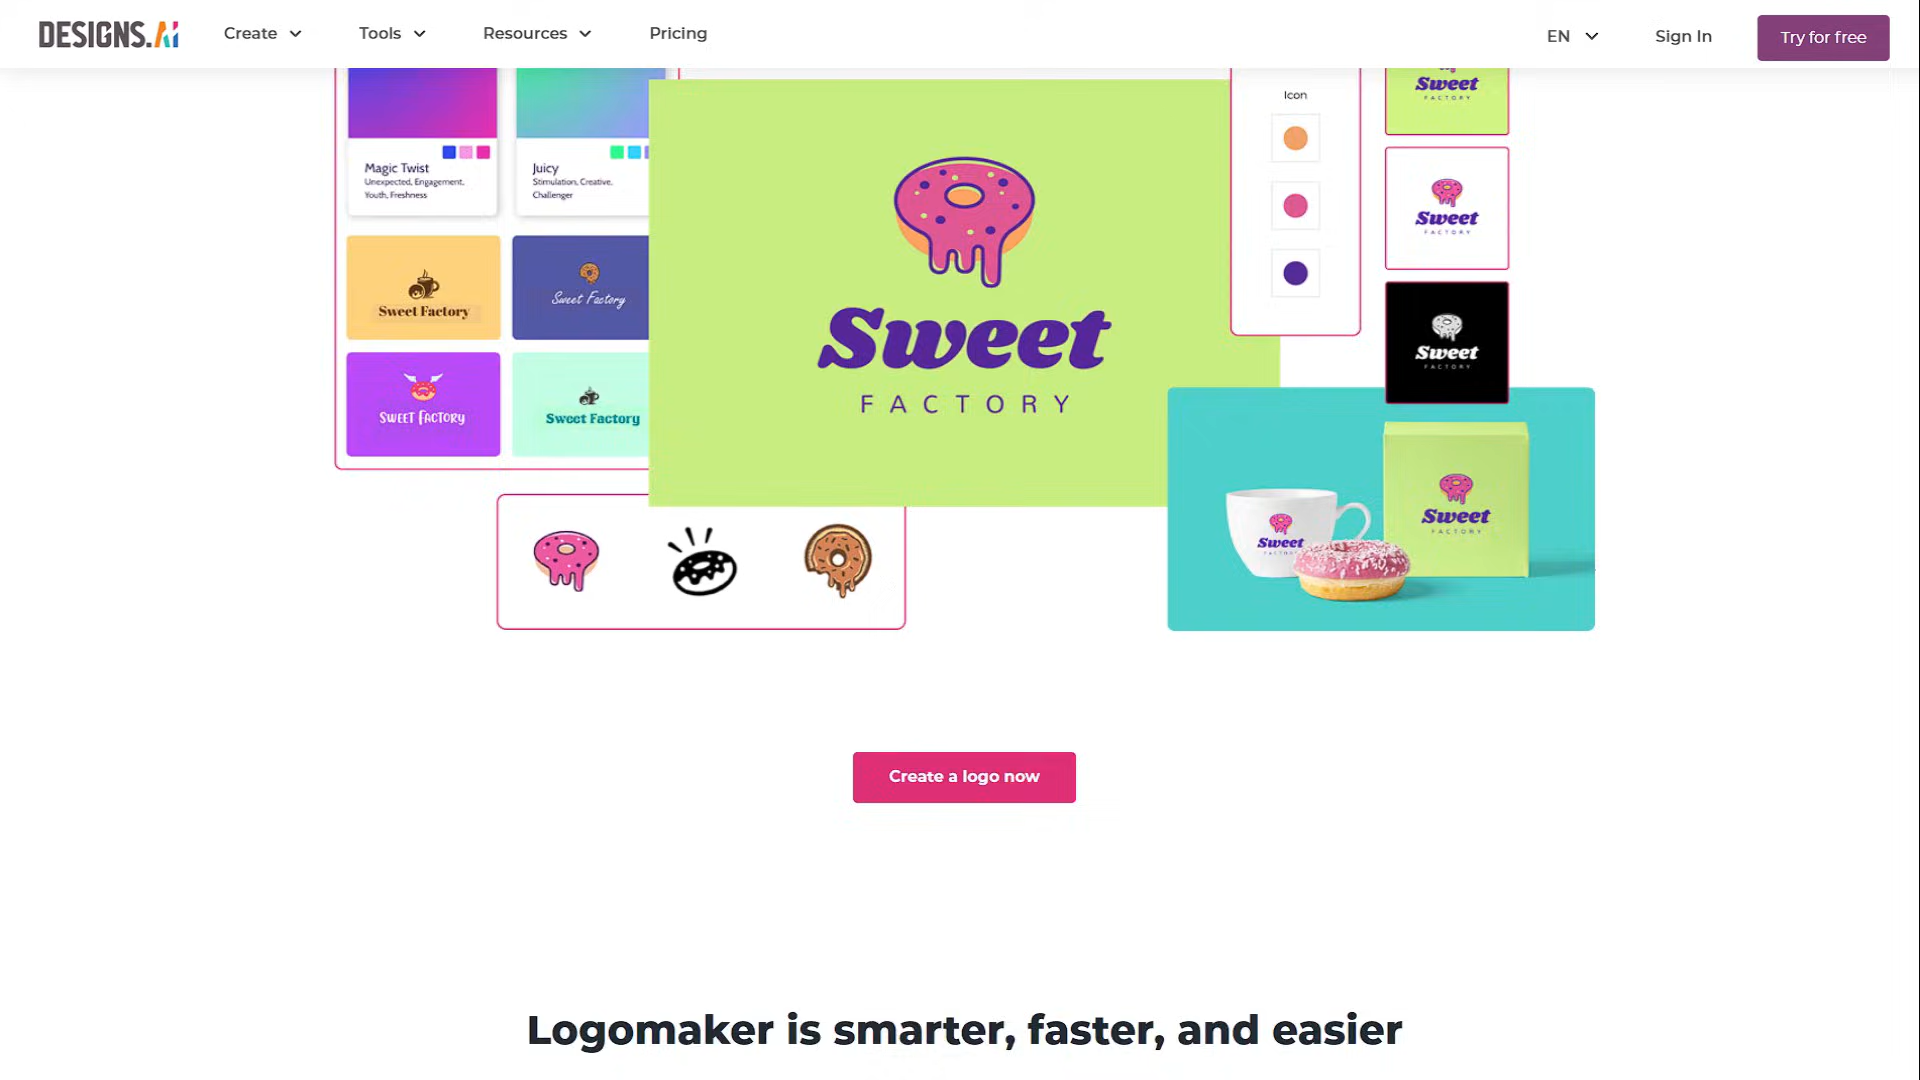 DESIGNS.AI
Create
Tools
Resources
Pricing
EN
Sign In
Try for free
Magic Twist
Unexpected, Engagement,
Youth, Freshness
Juicy
Stimulation, Creative,
Challenger
Sweet Factory
Sweet Factory
SWEET FACTORY
Sweet Factory
Sweet
FACTORY
Icon
Sweet
FACTORY
Sweet
FACTORY
Sweet
FACTORY
Sweet
Sweet
FACTORY
Create a logo now
Logomaker is smarter, faster, and easier